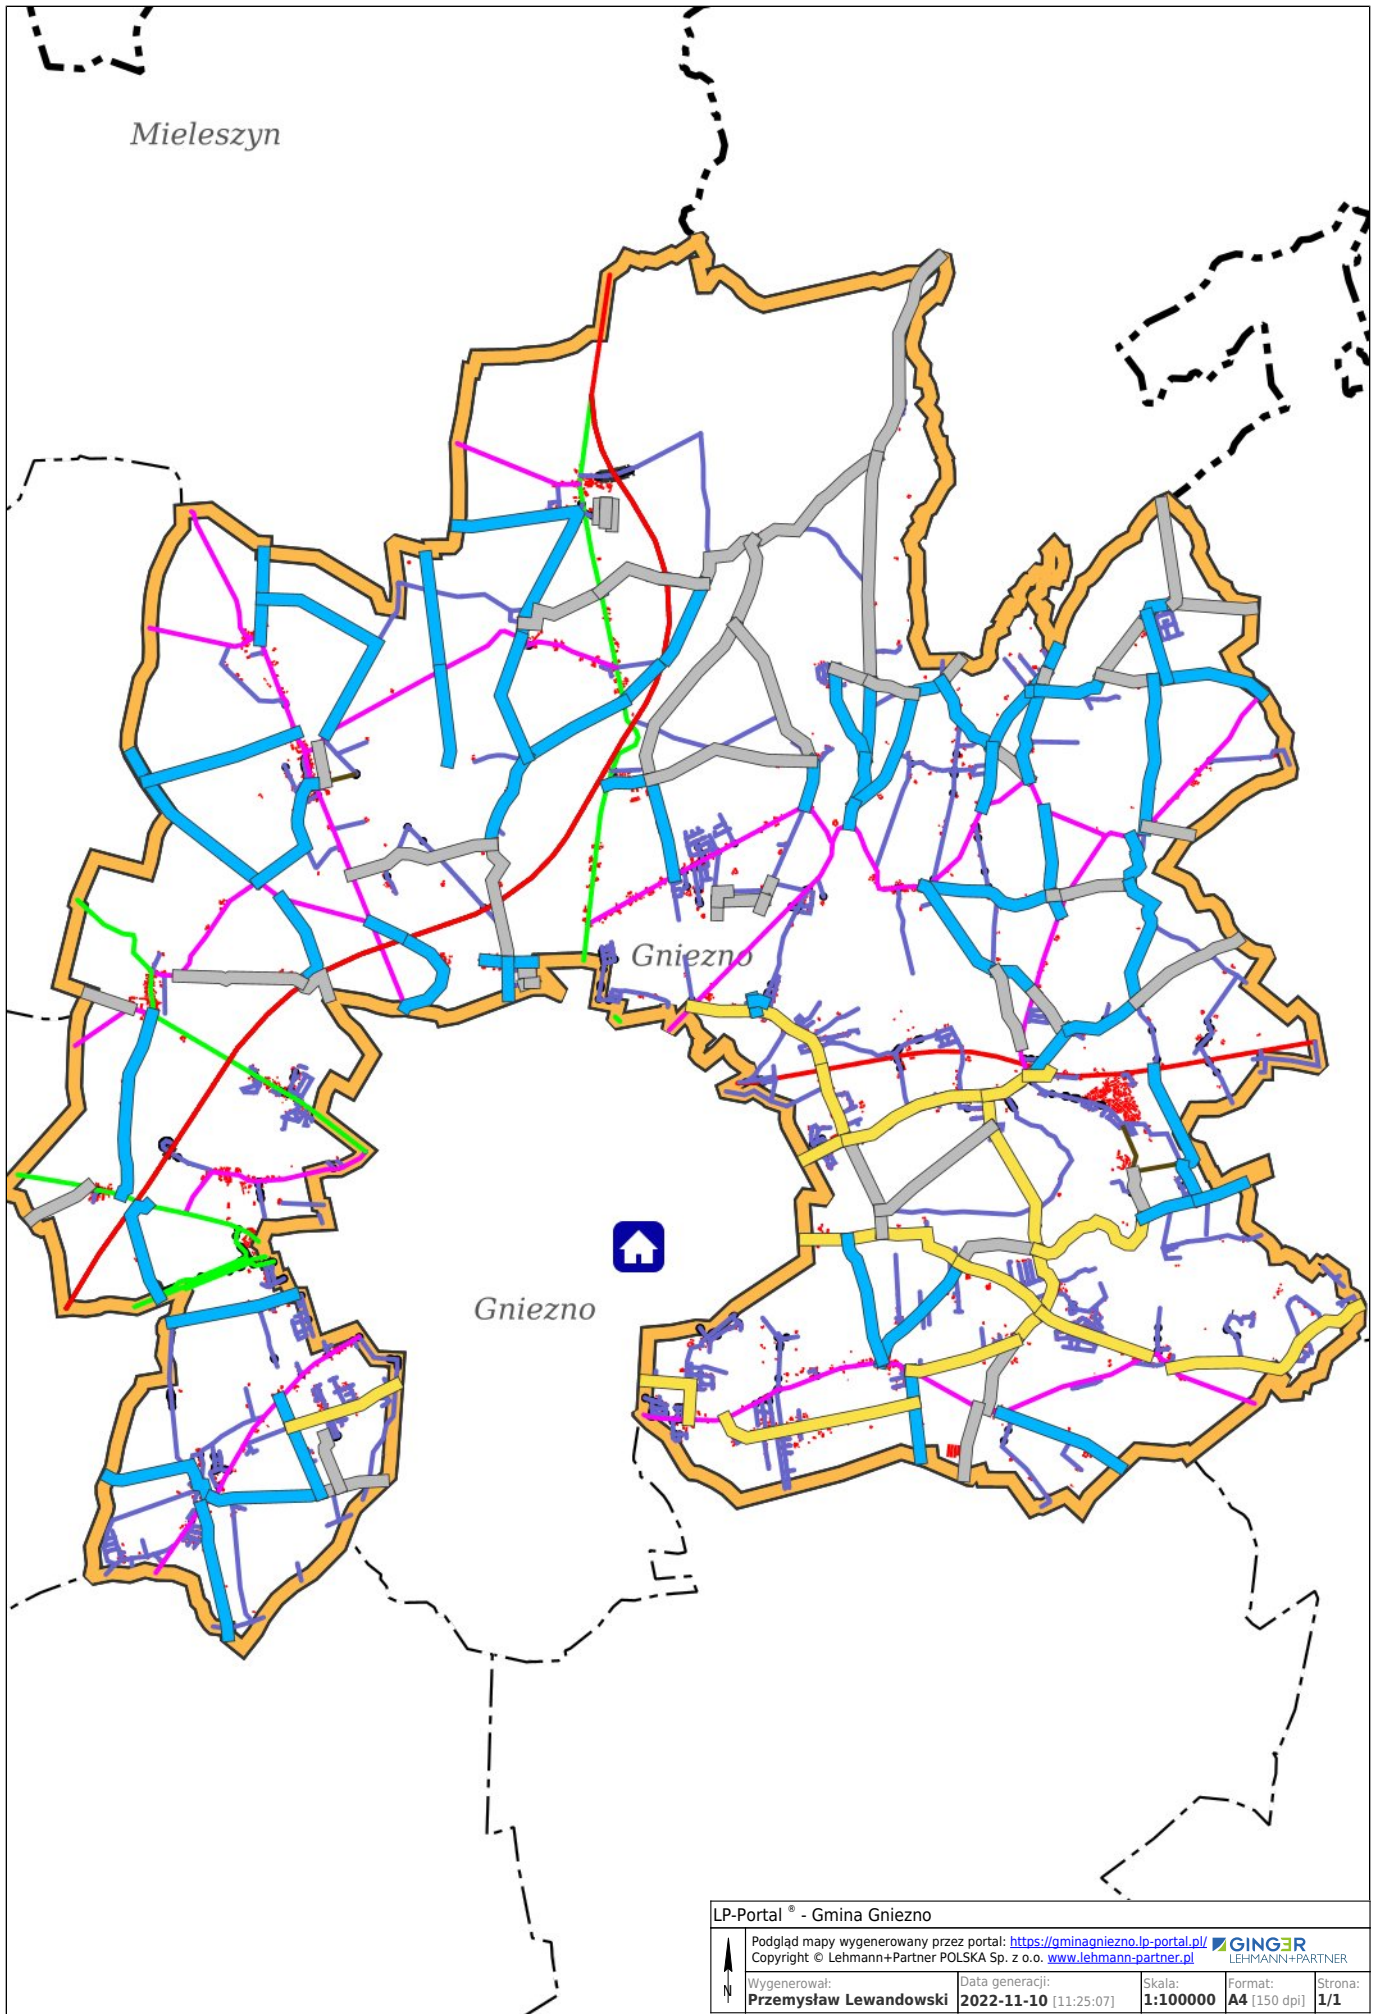 Mieleszyn
Gniezno
Gniezno
LP-Portal ® - Gmina Gniezno
Podgląd mapy wygenerowany przez portal: https://gminagniezno.lp-portal.pl/
Copyright © Lehmann+Partner POLSKA Sp. z o.o. www.lehmann-partner.pl
GINGER
LEHMANN+PARTNER
N
Wygenerował:
Przemysław Lewandowski
Data generacji:
2022-11-10 [11:25:07]
Skala:
1:100000
Format:
A4 [150 dpi]
Strona:
1/1